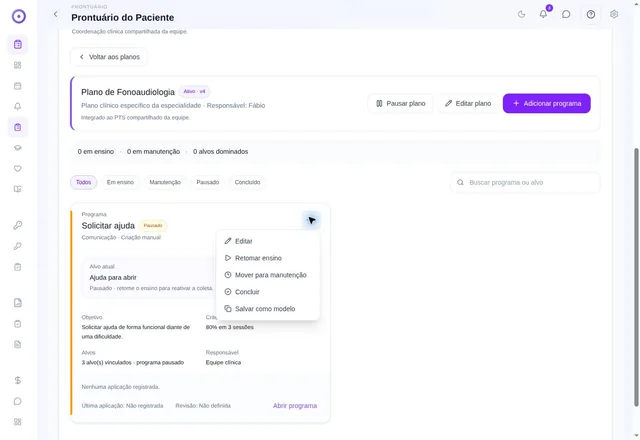 PRONTUÁRIO
Prontuário do Paciente
4
Coordenação clínica compartilhada da equipe.
Voltar aos planos
Plano de Fonoaudiologia
Ativo · v4
Plano clínico específico da especialidade · Responsável: Fábio
Integrado ao PTS compartilhado da equipe.
Pausar plano
Editar plano
Adicionar programa
0 em ensino · 0 em manutenção · 0 alvos dominados
Todos
Em ensino
Manutenção
Pausado
Concluído
Buscar programa ou alvo
Programa
Solicitar ajuda
Pausado
Comunicação · Criação manual
Editar
Retomar ensino
Mover para manutenção
Concluir
Salvar como modelo
Alvo atual
Ajuda para abrir
Pausado · retome o ensino para reativar a coleta.
Objetivo
Solicitar ajuda de forma funcional diante de
uma dificuldade.
80% em 3 sessões
Alvos
3 alvo(s) vinculados · programa pausado
Responsável
Equipe clínica
Nenhuma aplicação registrada.
Última aplicação: Não registrada
Revisão: Não definida
Abrir programa